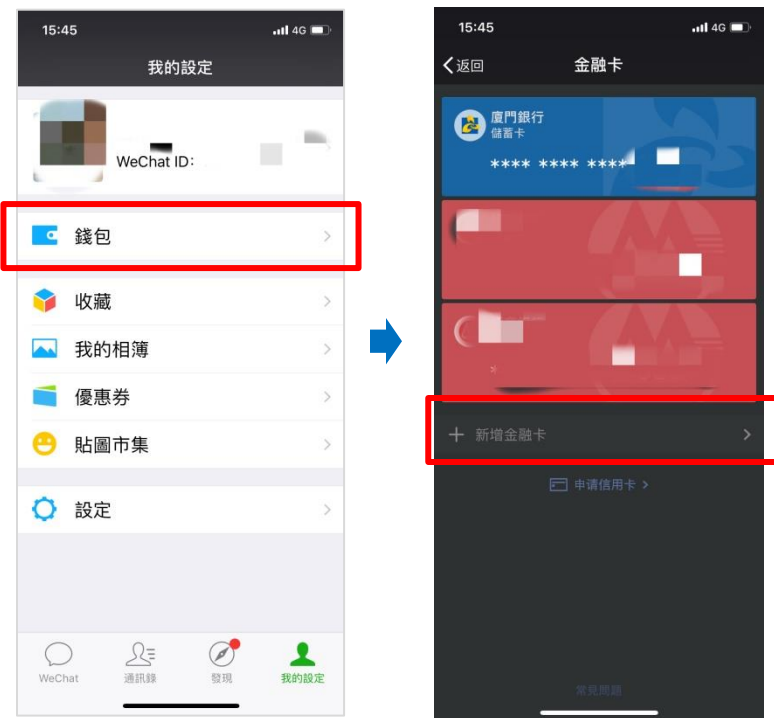 15:45
4G
我的設定
WeChat ID:
錢包
收藏
我的相簿
優惠券
貼圖市集
設定
WeChat
通訊錄
發現
我的設定
15:45
4G
返回
金融卡
廈門銀行
儲蓄卡
**** **** ****
新增金融卡
申请信用卡
常見問題